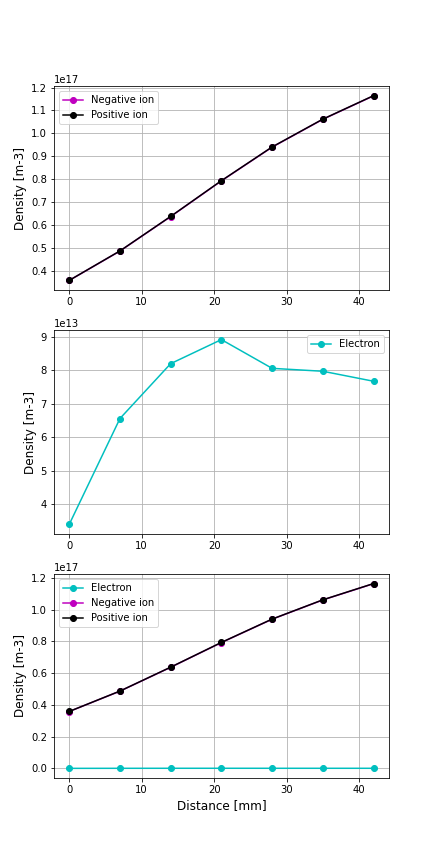 1e17
1.2
1.1
1.0
0.9
0.8
0.7
0.6
0.5
0.4
Density [m-3]
Negative ion
Positive ion
0 10 20 30 40
1e13
9
8
7
6
5
4
Density [m-3]
Electron
0 10 20 30 40
1e17
1.2
1.0
0.8
0.6
0.4
0.2
0.0
Density [m-3]
Electron
Negative ion
Positive ion
0 10 20 30 40
Distance [mm]